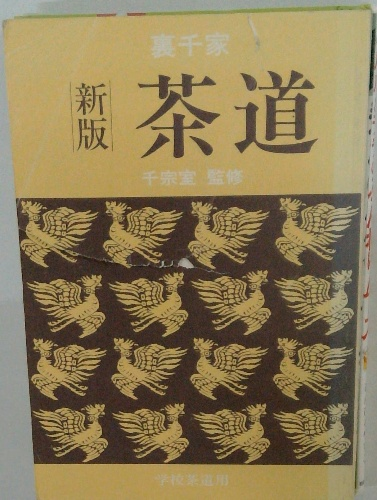 裏千家
新版
茶道
千宗室 監修
学校茶道用